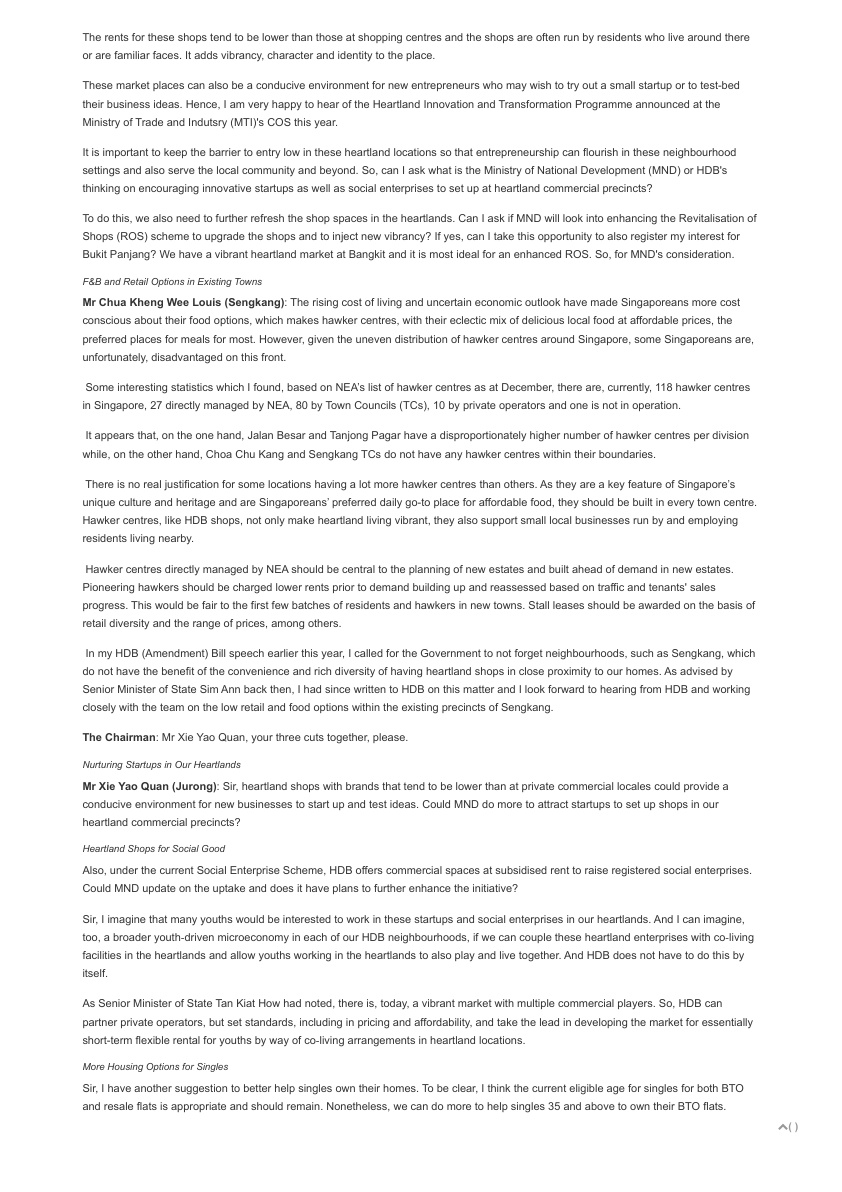 The rents for these shops tend to be lower than those at shopping centres and the shops are often run by residents who live around there
or are familiar faces. It adds vibrancy, character and identity to the place.
These market places can also be a conducive environment for new entrepreneurs who may wish to try out a small startup or to test-bed
their business ideas. Hence, I am very happy to hear of the Heartland Innovation and Transformation Programme announced at the
Ministry of Trade and Indutsry (MTI)'s COS this year.
It is important to keep the barrier to entry low in these heartland locations so that entrepreneurship can flourish in these neighbourhood
settings and also serve the local community and beyond. So, can I ask what is the Ministry of National Development (MND) or HDB's
thinking on encouraging innovative startups as well as social enterprises to set up at heartland commercial precincts?
To do this, we also need to further refresh the shop spaces in the heartlands. Can I ask if MND will look into enhancing the Revitalisation of
Shops (ROS) scheme to upgrade the shops and to inject new vibrancy? If yes, can I take this opportunity to also register my interest for
Bukit Panjang? We have a vibrant heartland market at Bangkit and it is most ideal for an enhanced ROS. So, for MND's consideration.
F&B and Retail Options in Existing Towns
Mr Chua Kheng Wee Louis (Sengkang): The rising cost of living and uncertain economic outlook have made Singaporeans more cost
conscious about their food options, which makes hawker centres, with their eclectic mix of delicious local food at affordable prices, the
preferred places for meals for most. However, given the uneven distribution of hawker centres around Singapore, some Singaporeans are,
unfortunately, disadvantaged on this front.
Some interesting statistics which I found, based on NEA's list of hawker centres as at December, there are, currently, 118 hawker centres
in Singapore, 27 directly managed by NEA, 80 by Town Councils (TCs), 10 by private operators and one is not in operation.
It appears that, on the one hand, Jalan Besar and Tanjong Pagar have a disproportionately higher number of hawker centres per division
while, on the other hand, Choa Chu Kang and Sengkang TCs do not have any hawker centres within their boundaries.
There is no real justification for some locations having a lot more hawker centres than others. As they are a key feature of Singapore's
unique culture and heritage and are Singaporeans' preferred daily go-to place for affordable food, they should be built in every town centre.
Hawker centres, like HDB shops, not only make heartland living vibrant, they also support small local businesses run by and employing
residents living nearby.
Hawker centres directly managed by NEA should be central to the planning of new estates and built ahead of demand in new estates.
Pioneering hawkers should be charged lower rents prior to demand building up and reassessed based on traffic and tenants' sales
progress. This would be fair to the first few batches of residents and hawkers in new towns. Stall leases should be awarded on the basis of
retail diversity and the range of prices, among others.
In my HDB (Amendment) Bill speech earlier this year, I called for the Government to not forget neighbourhoods, such as Sengkang, which
do not have the benefit of the convenience and rich diversity of having heartland shops in close proximity to our homes. As advised by
Senior Minister of State Sim Ann back then, I had since written to HDB on this matter and I look forward to hearing from HDB and working
closely with the team on the low retail and food options within the existing precincts of Sengkang.
The Chairman: Mr Xie Yao Quan, your three cuts together, please.
Nurturing Startups in Our Heartlands
Mr Xie Yao Quan (Jurong): Sir, heartland shops with brands that tend to be lower than at private commercial locales could provide a
conducive environment for new businesses to start up and test ideas. Could MND do more to attract startups to set up shops in our
heartland commercial precincts?
Heartland Shops for Social Good
Also, under the current Social Enterprise Scheme, HDB offers commercial spaces at subsidised rent to raise registered social enterprises.
Could MND update on the uptake and does it have plans to further enhance the initiative?
Sir, I imagine that many youths would be interested to work in these startups and social enterprises in our heartlands. And I can imagine,
too, a broader youth-driven microeconomy in each of our HDB neighbourhoods, if we can couple these heartland enterprises with co-living
facilities in the heartlands and allow youths working in the heartlands to also play and live together. And HDB does not have to do this by
itself.
As Senior Minister of State Tan Kiat How had noted, there is, today, a vibrant market with multiple commercial players. So, HDB can
partner private operators, but set standards, including in pricing and affordability, and take the lead in developing the market for essentially
short-term flexible rental for youths by way of co-living arrangements in heartland locations.
More Housing Options for Singles
Sir, I have another suggestion to better help singles own their homes. To be clear, I think the current eligible age for singles for both BTO
and resale flats is appropriate and should remain. Nonetheless, we can do more to help singles 35 and above to own their BTO flats.
( )